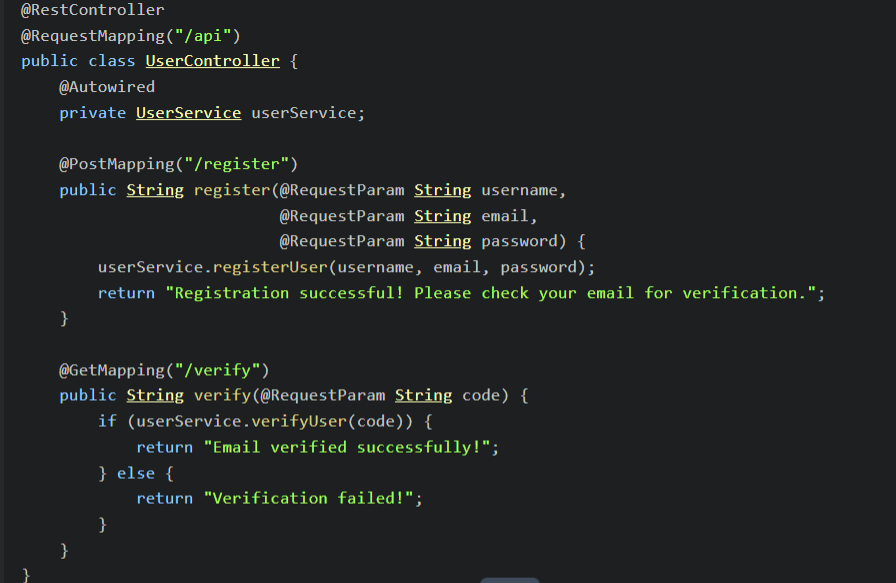 @RestController
@RequestMapping("/api")
public class UserController {
    @Autowired
    private UserService userService;

    @PostMapping("/register")
    public String register(@RequestParam String username,
                           @RequestParam String email,
                           @RequestParam String password) {
        userService.registerUser(username, email, password);
        return "Registration successful! Please check your email for verification.";
    }

    @GetMapping("/verify")
    public String verify(@RequestParam String code) {
        if (userService.verifyUser(code)) {
            return "Email verified successfully!";
        } else {
            return "Verification failed!";
        }
    }
}